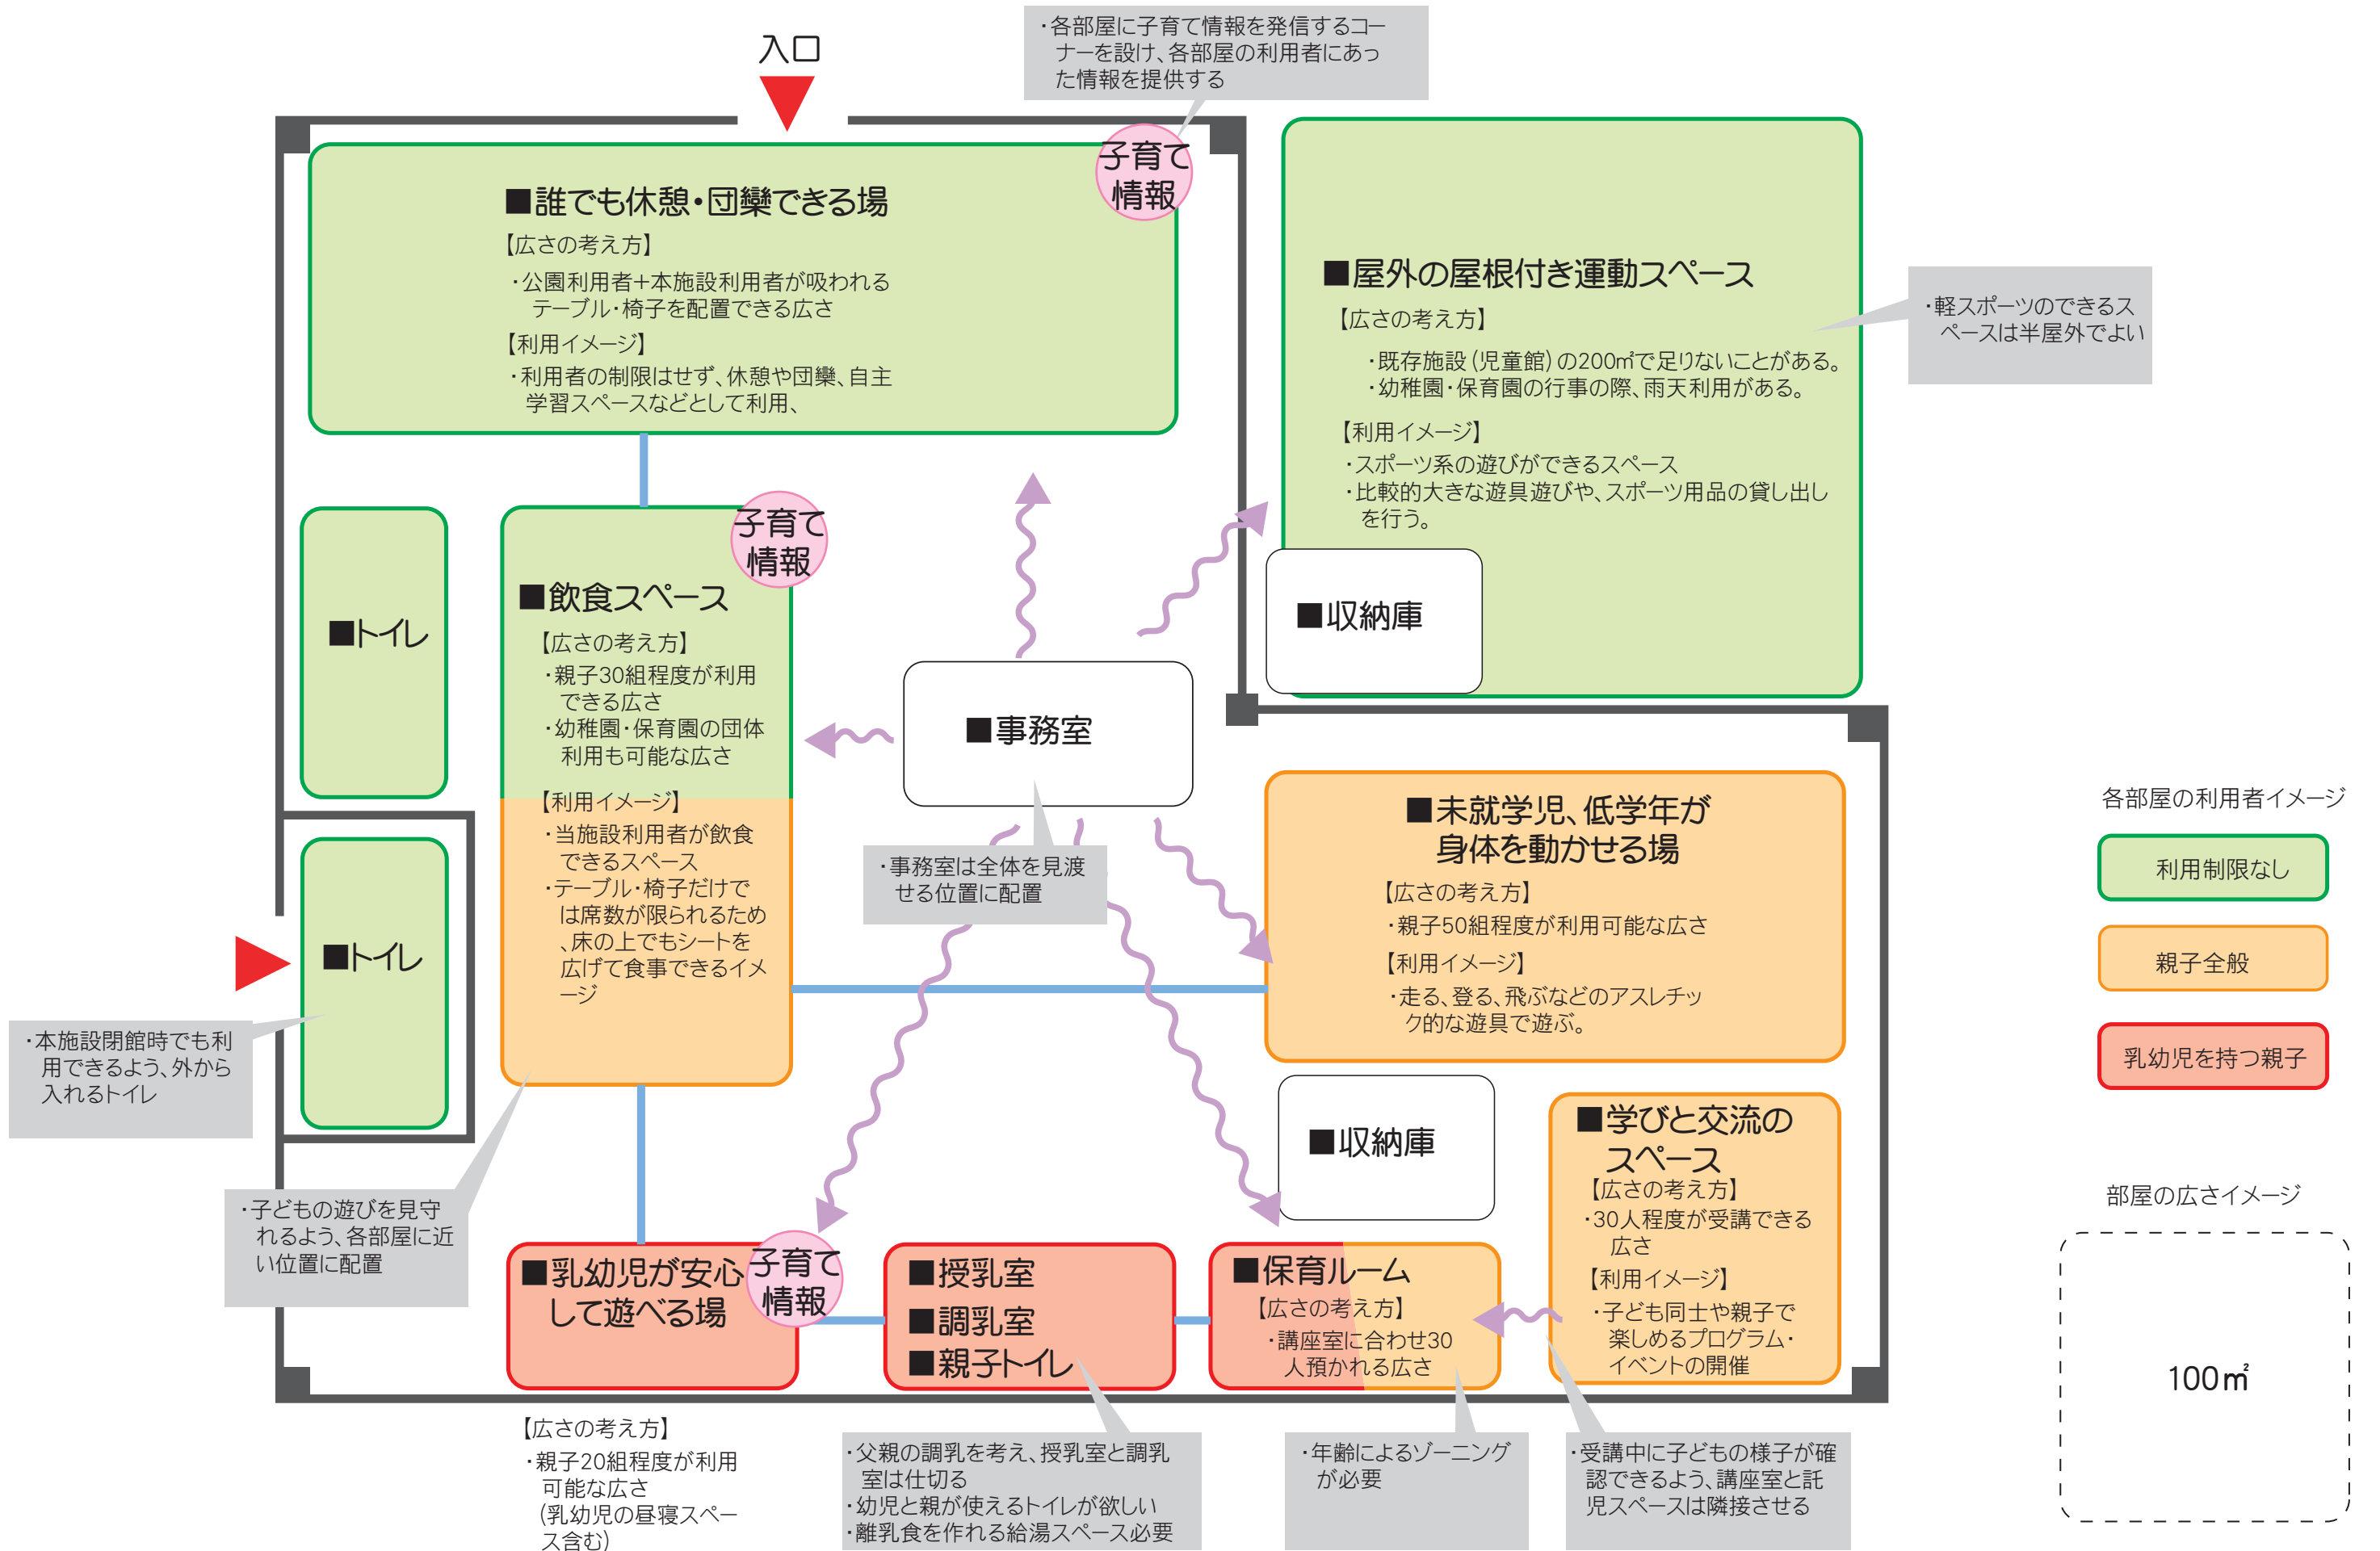 入口
・各部屋に子育て情報を発信するコー
ナーを設け、各部屋の利用者にあっ
た情報を提供する
子育て
情報
■誰でも休憩・団欒できる場
【広さの考え方】
・公園利用者+本施設利用者が吸われる
テーブル・椅子を配置できる広さ
【利用イメージ】
・利用者の制限はせず、休憩や団欒、自主
学習スペースなどとして利用、
■屋外の屋根付き運動スペース
【広さの考え方】
・既存施設(児童館)の200㎡で足りないことがある。
・幼稚園・保育園の行事の際、雨天利用がある。
【利用イメージ】
・スポーツ系の遊びができるスペース
・比較的大きな遊具遊びや、スポーツ用品の貸し出し
を行う。
・軽スポーツのできるス
ペースは半屋外でよい
■収納庫
■トイレ
子育て
情報
■飲食スペース
【広さの考え方】
・親子30組程度が利用
できる広さ
・幼稚園・保育園の団体
利用も可能な広さ
【利用イメージ】
・当施設利用者が飲食
できるスペース
・テーブル・椅子だけで
は席数が限られるため
、床の上でもシートを
広げて食事できるイメ
ージ
■事務室
・事務室は全体を見渡
せる位置に配置
■未就学児、低学年が
身体を動かせる場
【広さの考え方】
・親子50組程度が利用可能な広さ
【利用イメージ】
・走る、登る、飛ぶなどのアスレチッ
ク的な遊具で遊ぶ。
各部屋の利用者イメージ
利用制限なし
親子全般
乳幼児を持つ親子
■トイレ
・本施設閉館時でも利
用できるよう、外から
入れるトイレ
・子どもの遊びを見守
れるよう、各部屋に近
い位置に配置
■収納庫
■学びと交流の
スペース
【広さの考え方】
・30人程度が受講できる
広さ
【利用イメージ】
・子ども同士や親子で
楽しめるプログラム・
イベントの開催
部屋の広さイメージ
100㎡
■乳幼児が安心
して遊べる場
子育て
情報
■授乳室
■調乳室
■親子トイレ
■保育ルーム
【広さの考え方】
・講座室に合わせ30
人預かれる広さ
【広さの考え方】
・親子20組程度が利用
可能な広さ
(乳幼児の昼寝スペー
ス含む)
・父親の調乳を考え、授乳室と調乳
室は仕切る
・幼児と親が使えるトイレが欲しい
・離乳食を作れる給湯スペース必要
・年齢によるゾーニング
が必要
・受講中に子どもの様子が確
認できるよう、講座室と託
児スペースは隣接させる